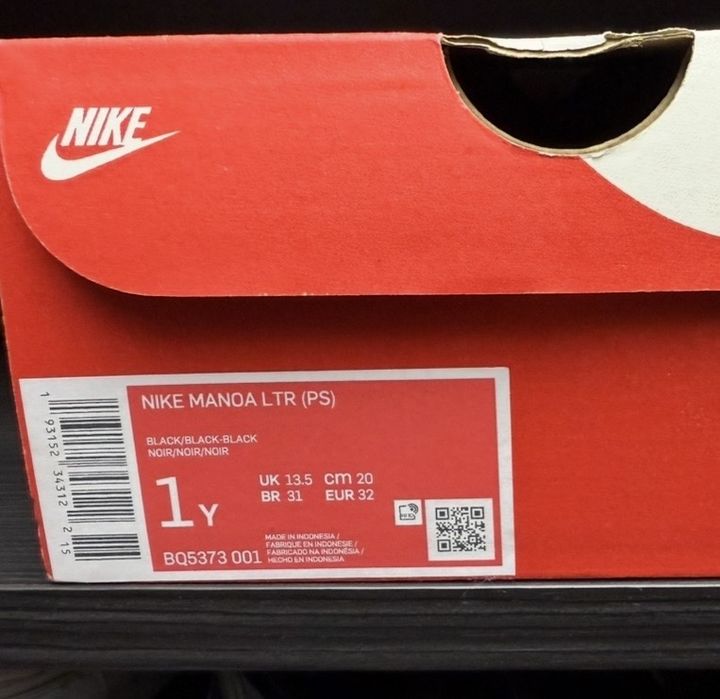 NIKE
NIKE MANOA LTR (PS)
BLACK/BLACK-BLACK
NOIR/NOIR/NOIR
UK 13.5 cm 20
BR 31 EUR 32
1Y
BQ5373 001
MADE IN INDONESIA /
FABRIQUE EN INDONÉSIE /
FABRICADO NA INDONÉSIA /
HECHO EN INDONESIA
1 93152 34312 2 15